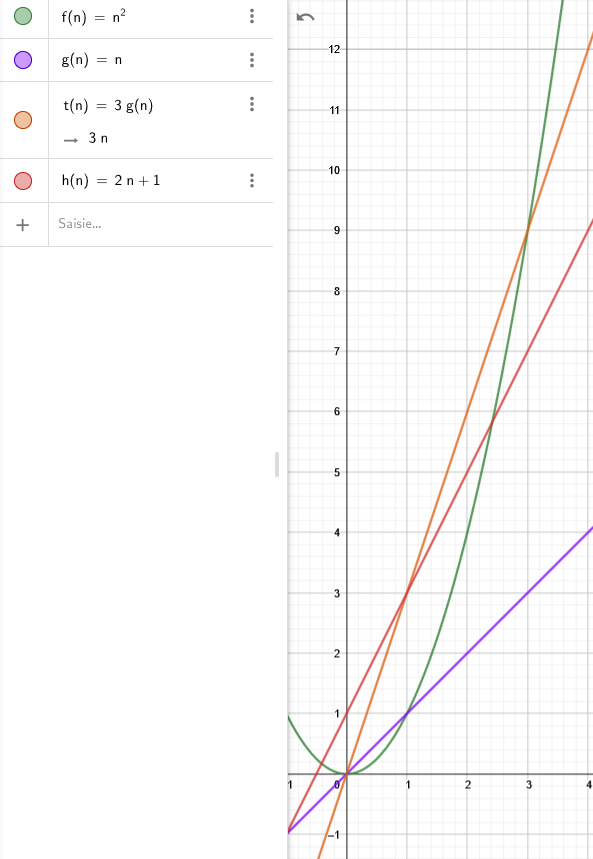 f(n) = n²
g(n) = n
t(n) = 3 g(n)
→ 3 n
h(n) = 2 n + 1
+ Saisie...
12
11
10
9
8
7
6
5
4
3
2
1
1 0 1 2 3 4
−1